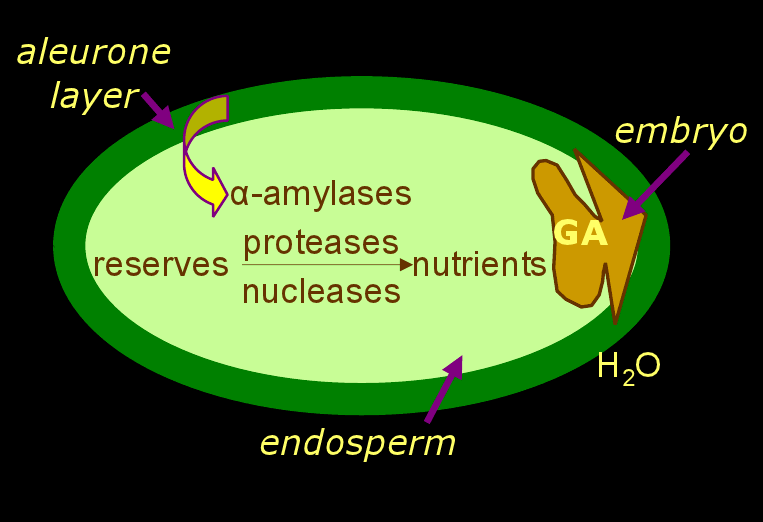 aleurone
layer
embryo
α-amylases
GA
proteases
reserves
nutrients
nucleases
H₂O
endosperm